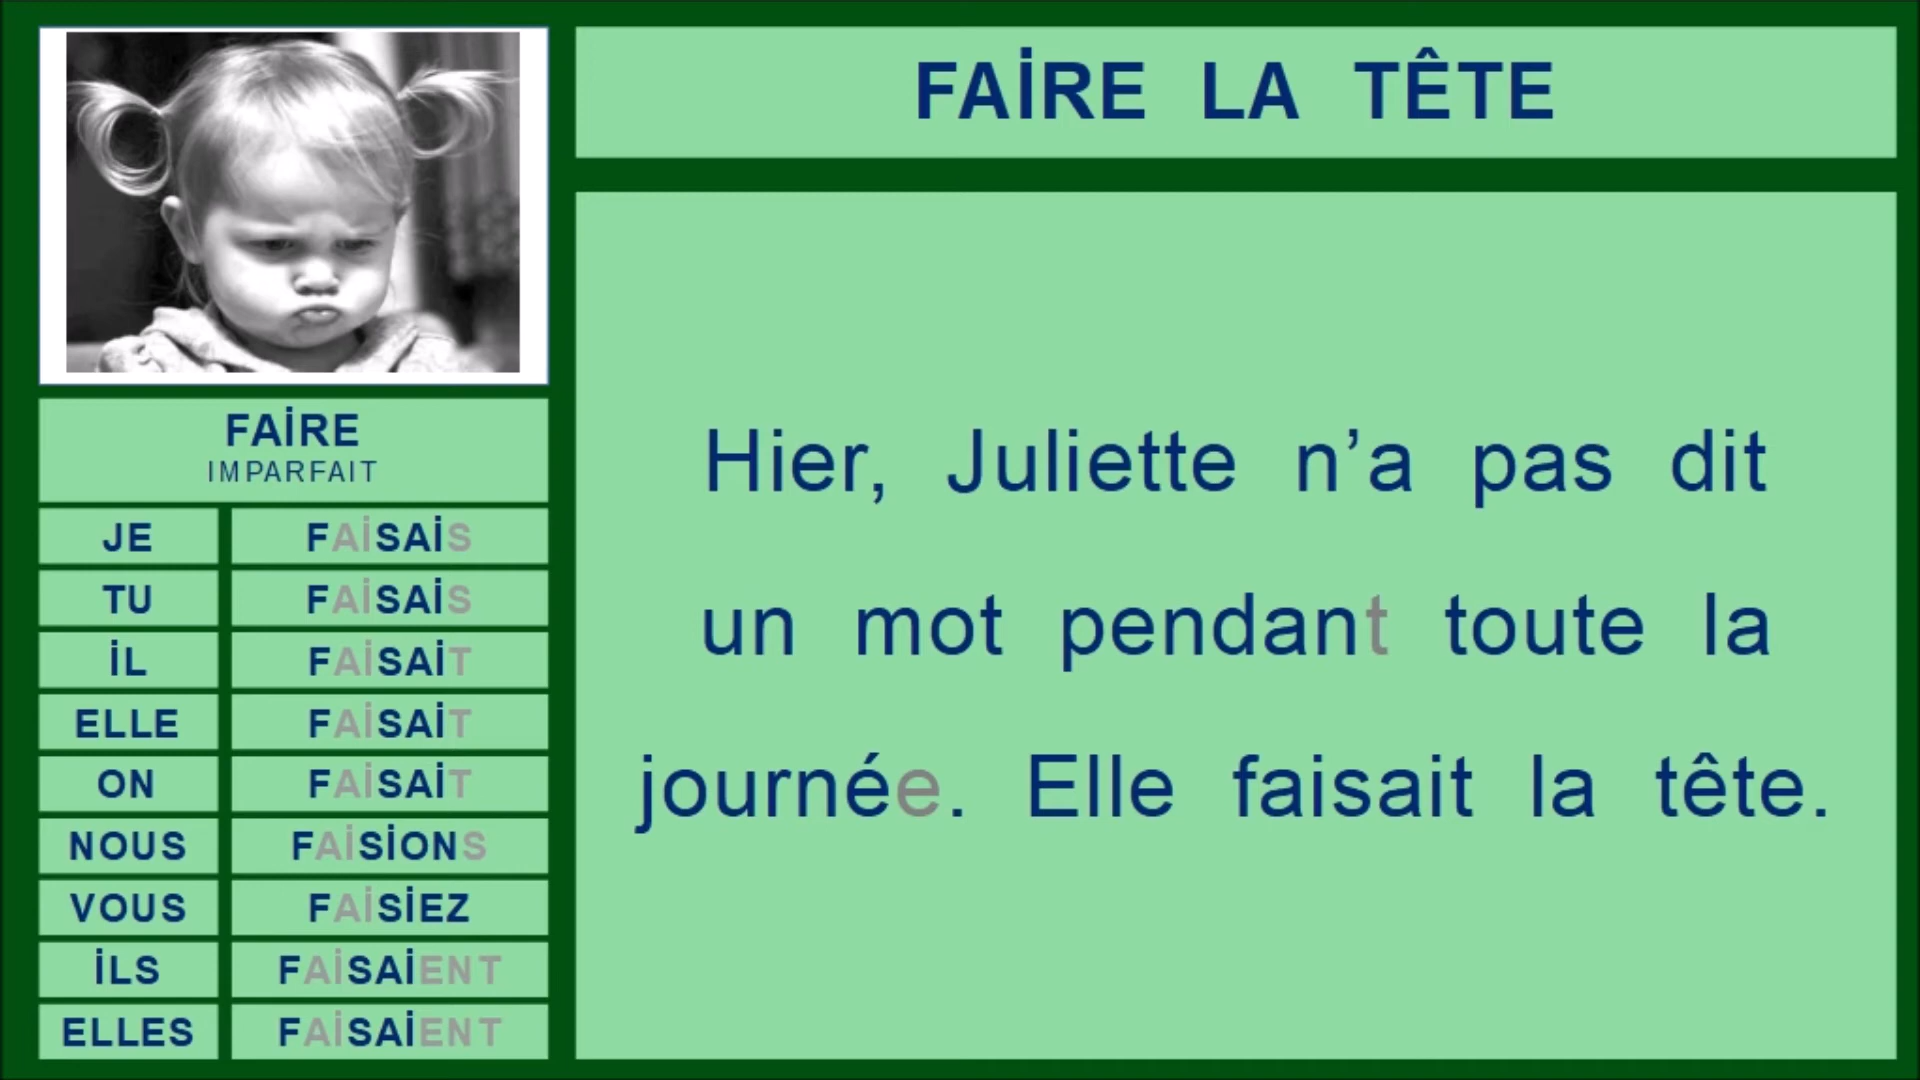 FAİRE LA TÊTE
Hier, Juliette n’a pas dit
un mot pendant toute la
journée. Elle faisait la tête.
FAİRE
IMPARFAIT
JE FAİSAİS
TU FAİSAİS
İL FAİSAİT
ELLE FAİSAİT
ON FAİSAİT
NOUS FAİSİONS
VOUS FAİSİEZ
İLS FAİSAİENT
ELLES FAİSAİENT